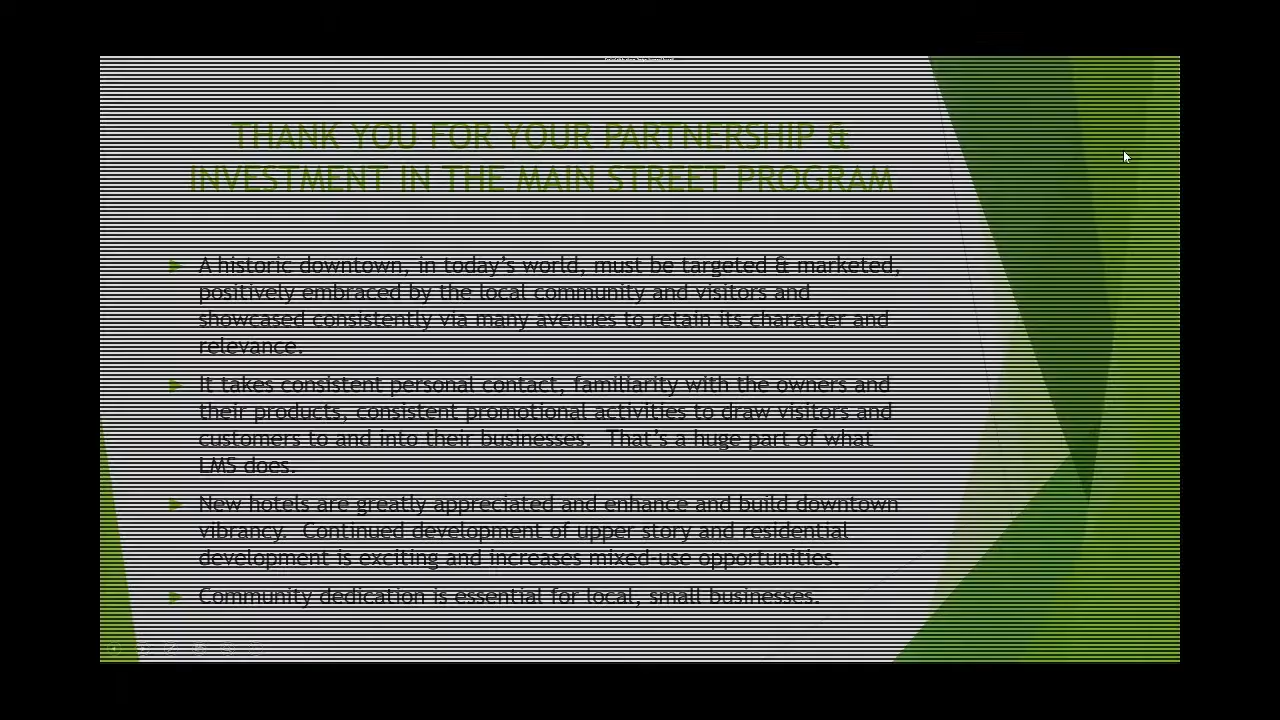 THANK YOU FOR YOUR PARTNERSHIP &
INVESTMENT IN THE MAIN STREET PROGRAM
A historic downtown, in today's world, must be targeted & marketed,
positively embraced by the local community and visitors and
showcased consistently via many avenues to retain its character and
relevance.
It takes consistent personal contact, familiarity with the owners and
their products, consistent promotional activities to draw visitors and
customers to and into their businesses. That's a huge part of what
LMS does.
New hotels are greatly appreciated and enhance and build downtown
vibrancy. Continued development of upper story and residential
development is exciting and increases mixed-use opportunities.
Community dedication is essential for local, small businesses.